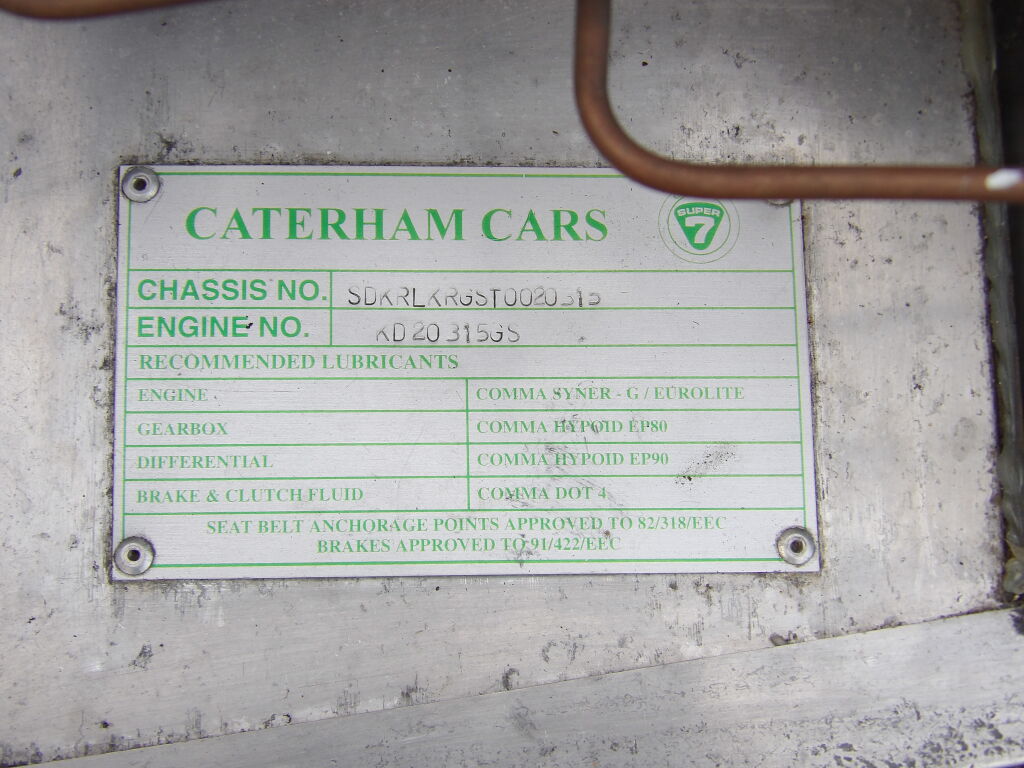 CATERHAM CARS
SUPER
7
CHASSIS NO. SDKRLKRGST0020315
ENGINE NO. KD20315GS
RECOMMENDED LUBRICANTS
ENGINE COMMA SYNER - G / EUROLITE
GEARBOX COMMA HYPOID EP80
DIFFERENTIAL COMMA HYPOID EP90
BRAKE & CLUTCH FLUID COMMA DOT 4
SEAT BELT ANCHORAGE POINTS APPROVED TO 82/318/EEC
BRAKES APPROVED TO 91/422/EEC